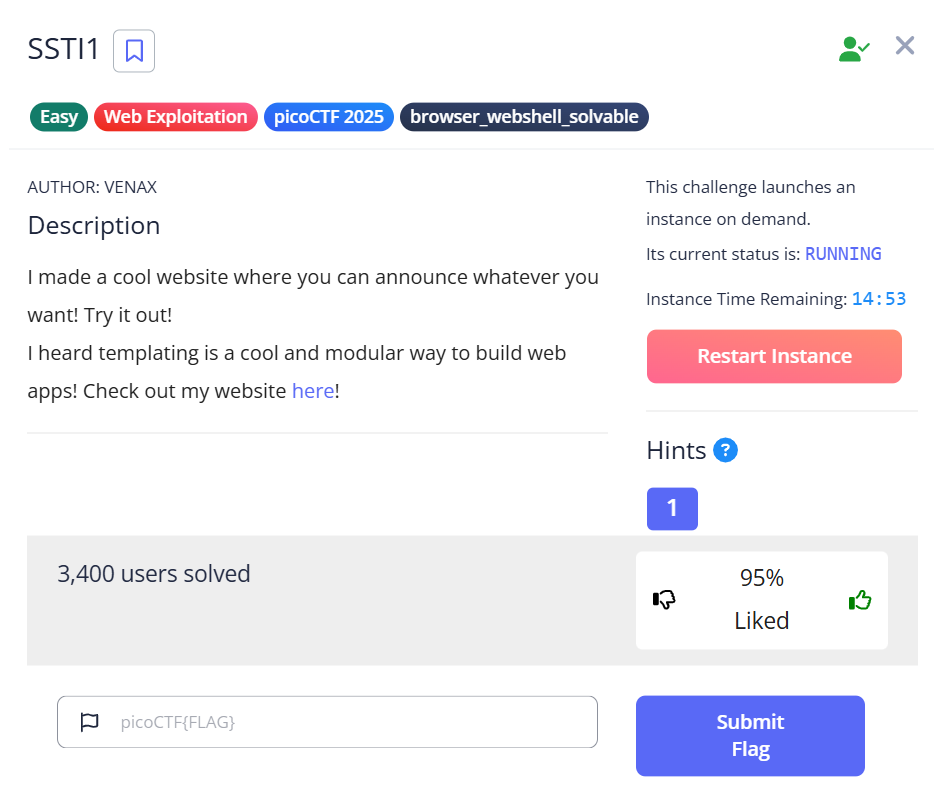 SSTI1
Easy Web Exploitation picoCTF 2025 browser_webshell_solvable
AUTHOR: VENAX
Description
I made a cool website where you can announce whatever you
want! Try it out!
I heard templating is a cool and modular way to build web
apps! Check out my website here!
This challenge launches an
instance on demand.
Its current status is: RUNNING
Instance Time Remaining: 14:53
Restart Instance
Hints ?
1
3,400 users solved
95%
Liked
picoCTF{FLAG}
Submit
Flag